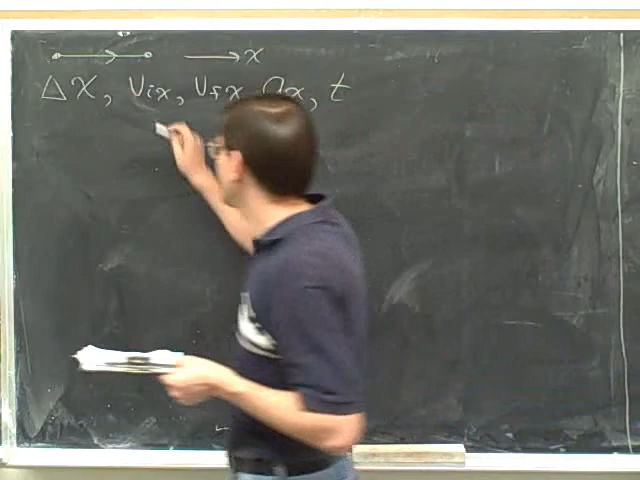 x
Δx, vix, vfx, ax, t